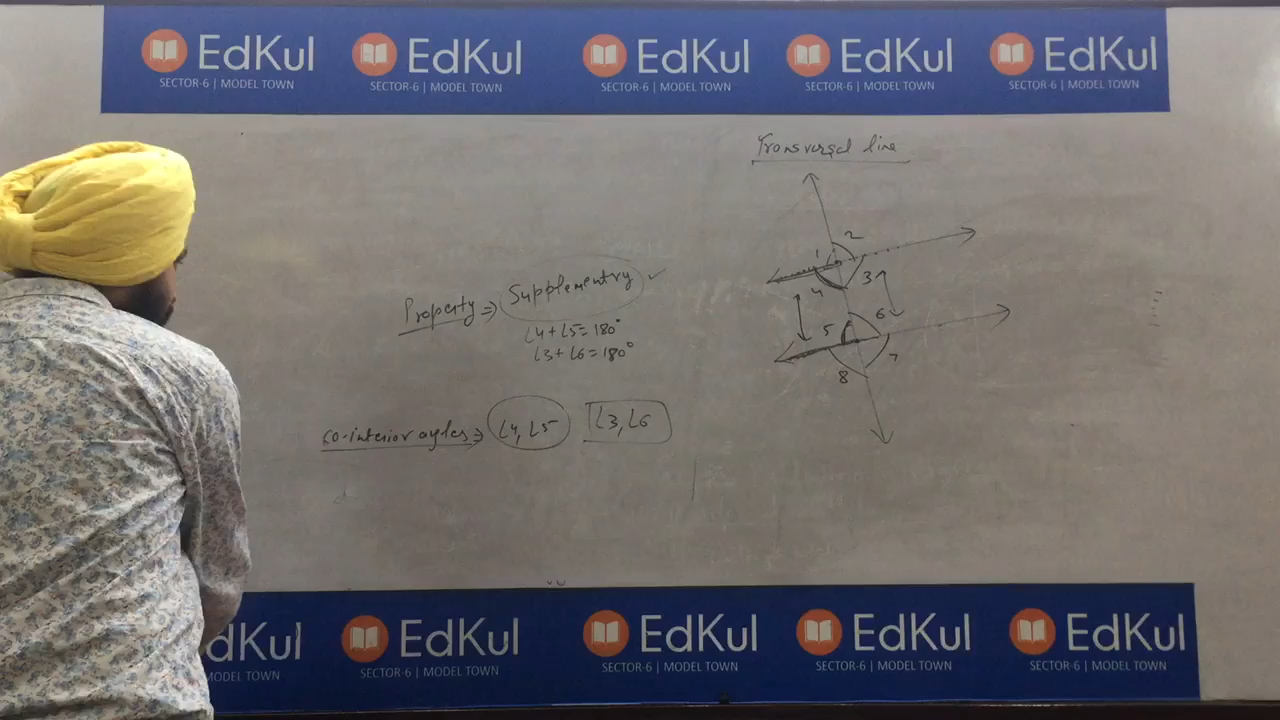 EdKul EdKul EdKul EdKul EdKul
SECTOR-6 | MODEL TOWN SECTOR-6 | MODEL TOWN SECTOR-6 | MODEL TOWN SECTOR-6 | MODEL TOWN SECTOR-6 | MODEL TOWN
Transversal line
1 2
3
4
5 6
7
8
Property ⇒ Supplementry ✓
∠4+∠5=180°
∠3+∠6=180°
co-interior agles ⇒ ∠4,∠5 ∠3,∠6
dKul EdKul EdKul EdKul EdKul
MODEL TOWN SECTOR-6 | MODEL TOWN SECTOR-6 | MODEL TOWN SECTOR-6 | MODEL TOWN SECTOR-6 | MODEL TOWN